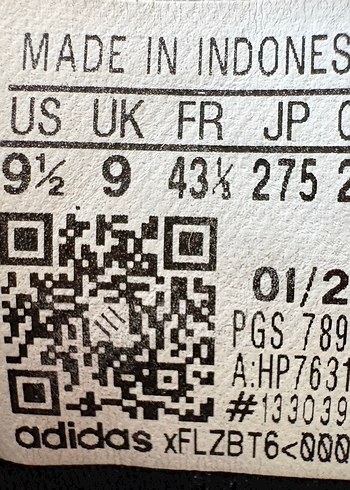 MADE IN INDONES
US UK FR JP C
9½ 9 43⅓ 275 2
01/2
PGS 789
A:HP7631
#133039
adidas xFLZBT6<000